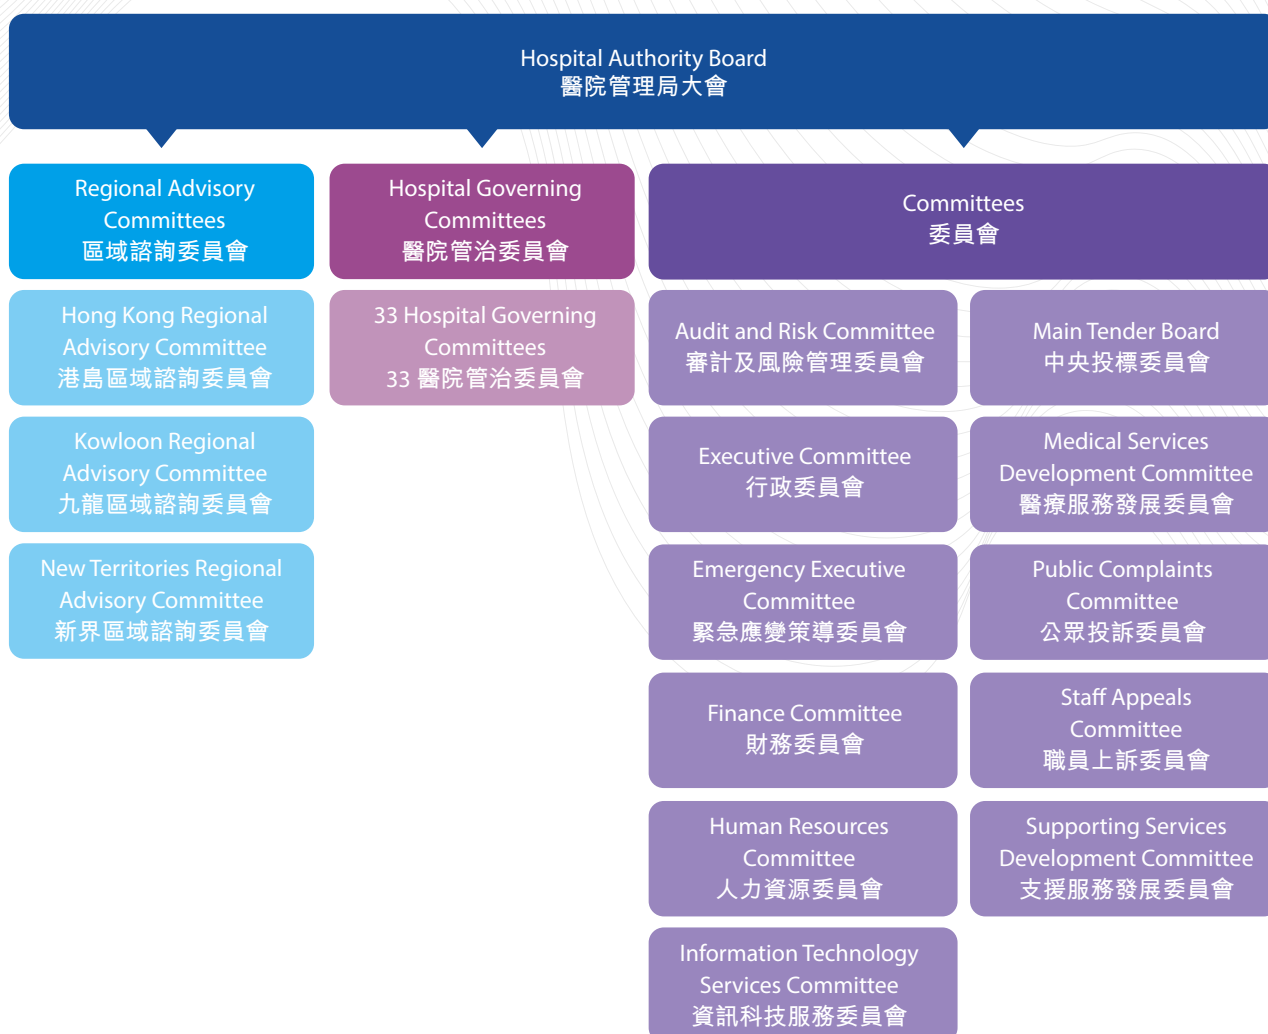 Hospital Authority Board
醫院管理局大會
Regional Advisory
Committees
區域諮詢委員會
Hospital Governing
Committees
醫院管治委員會
Committees
委員會
Hong Kong Regional
Advisory Committee
港島區域諮詢委員會
Kowloon Regional
Advisory Committee
九龍區域諮詢委員會
New Territories Regional
Advisory Committee
新界區域諮詢委員會
33 Hospital Governing
Committees
33 醫院管治委員會
Audit and Risk Committee
審計及風險管理委員會
Executive Committee
行政委員會
Emergency Executive
Committee
緊急應變策導委員會
Finance Committee
財務委員會
Human Resources
Committee
人力資源委員會
Information Technology
Services Committee
資訊科技服務委員會
Main Tender Board
中央投標委員會
Medical Services
Development Committee
醫療服務發展委員會
Public Complaints
Committee
公眾投訴委員會
Staff Appeals
Committee
職員上訴委員會
Supporting Services
Development Committee
支援服務發展委員會